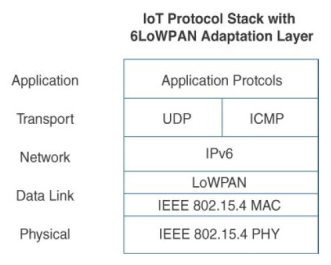 IoT Protocol Stack with
6LoWPAN Adaptation Layer
Application Application Protcols
Transport UDP ICMP
Network IPv6
Data Link LoWPAN
IEEE 802.15.4 MAC
Physical IEEE 802.15.4 PHY